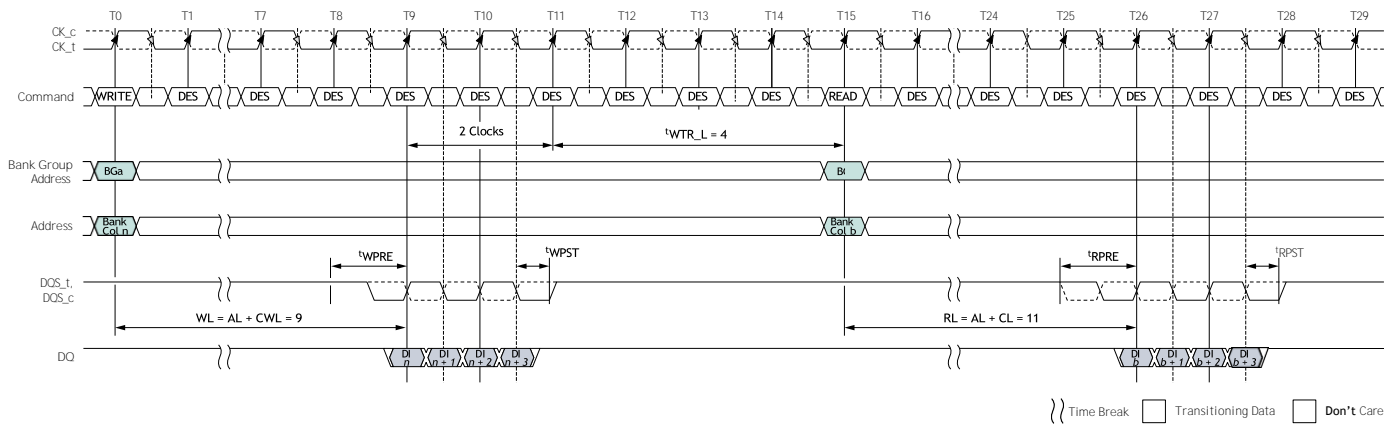 T0 T1 T7 T8 T9 T10 T11 T12 T13 T14 T15 T16 T24 T25 T26 T27 T28 T29
CK_c
CK_t
Command WRITE DES DES DES DES DES DES DES DES DES READ DES DES DES DES DES DES DES
2 Clocks tWTR_L = 4
Bank Group
Address
BGa
Address
Bank
Col n
Bank
Col b
tWPRE tWPST tRPRE tRPST
DQS_t,
DQS_c
WL = AL + CWL = 9 RL = AL + CL = 11
DQ
DI
n
DI
n + 1
DI
n + 2
DI
n + 3
DI
b
DI
b + 1
DI
b + 2
DI
b + 3
Time Break Transitioning Data Don't Care